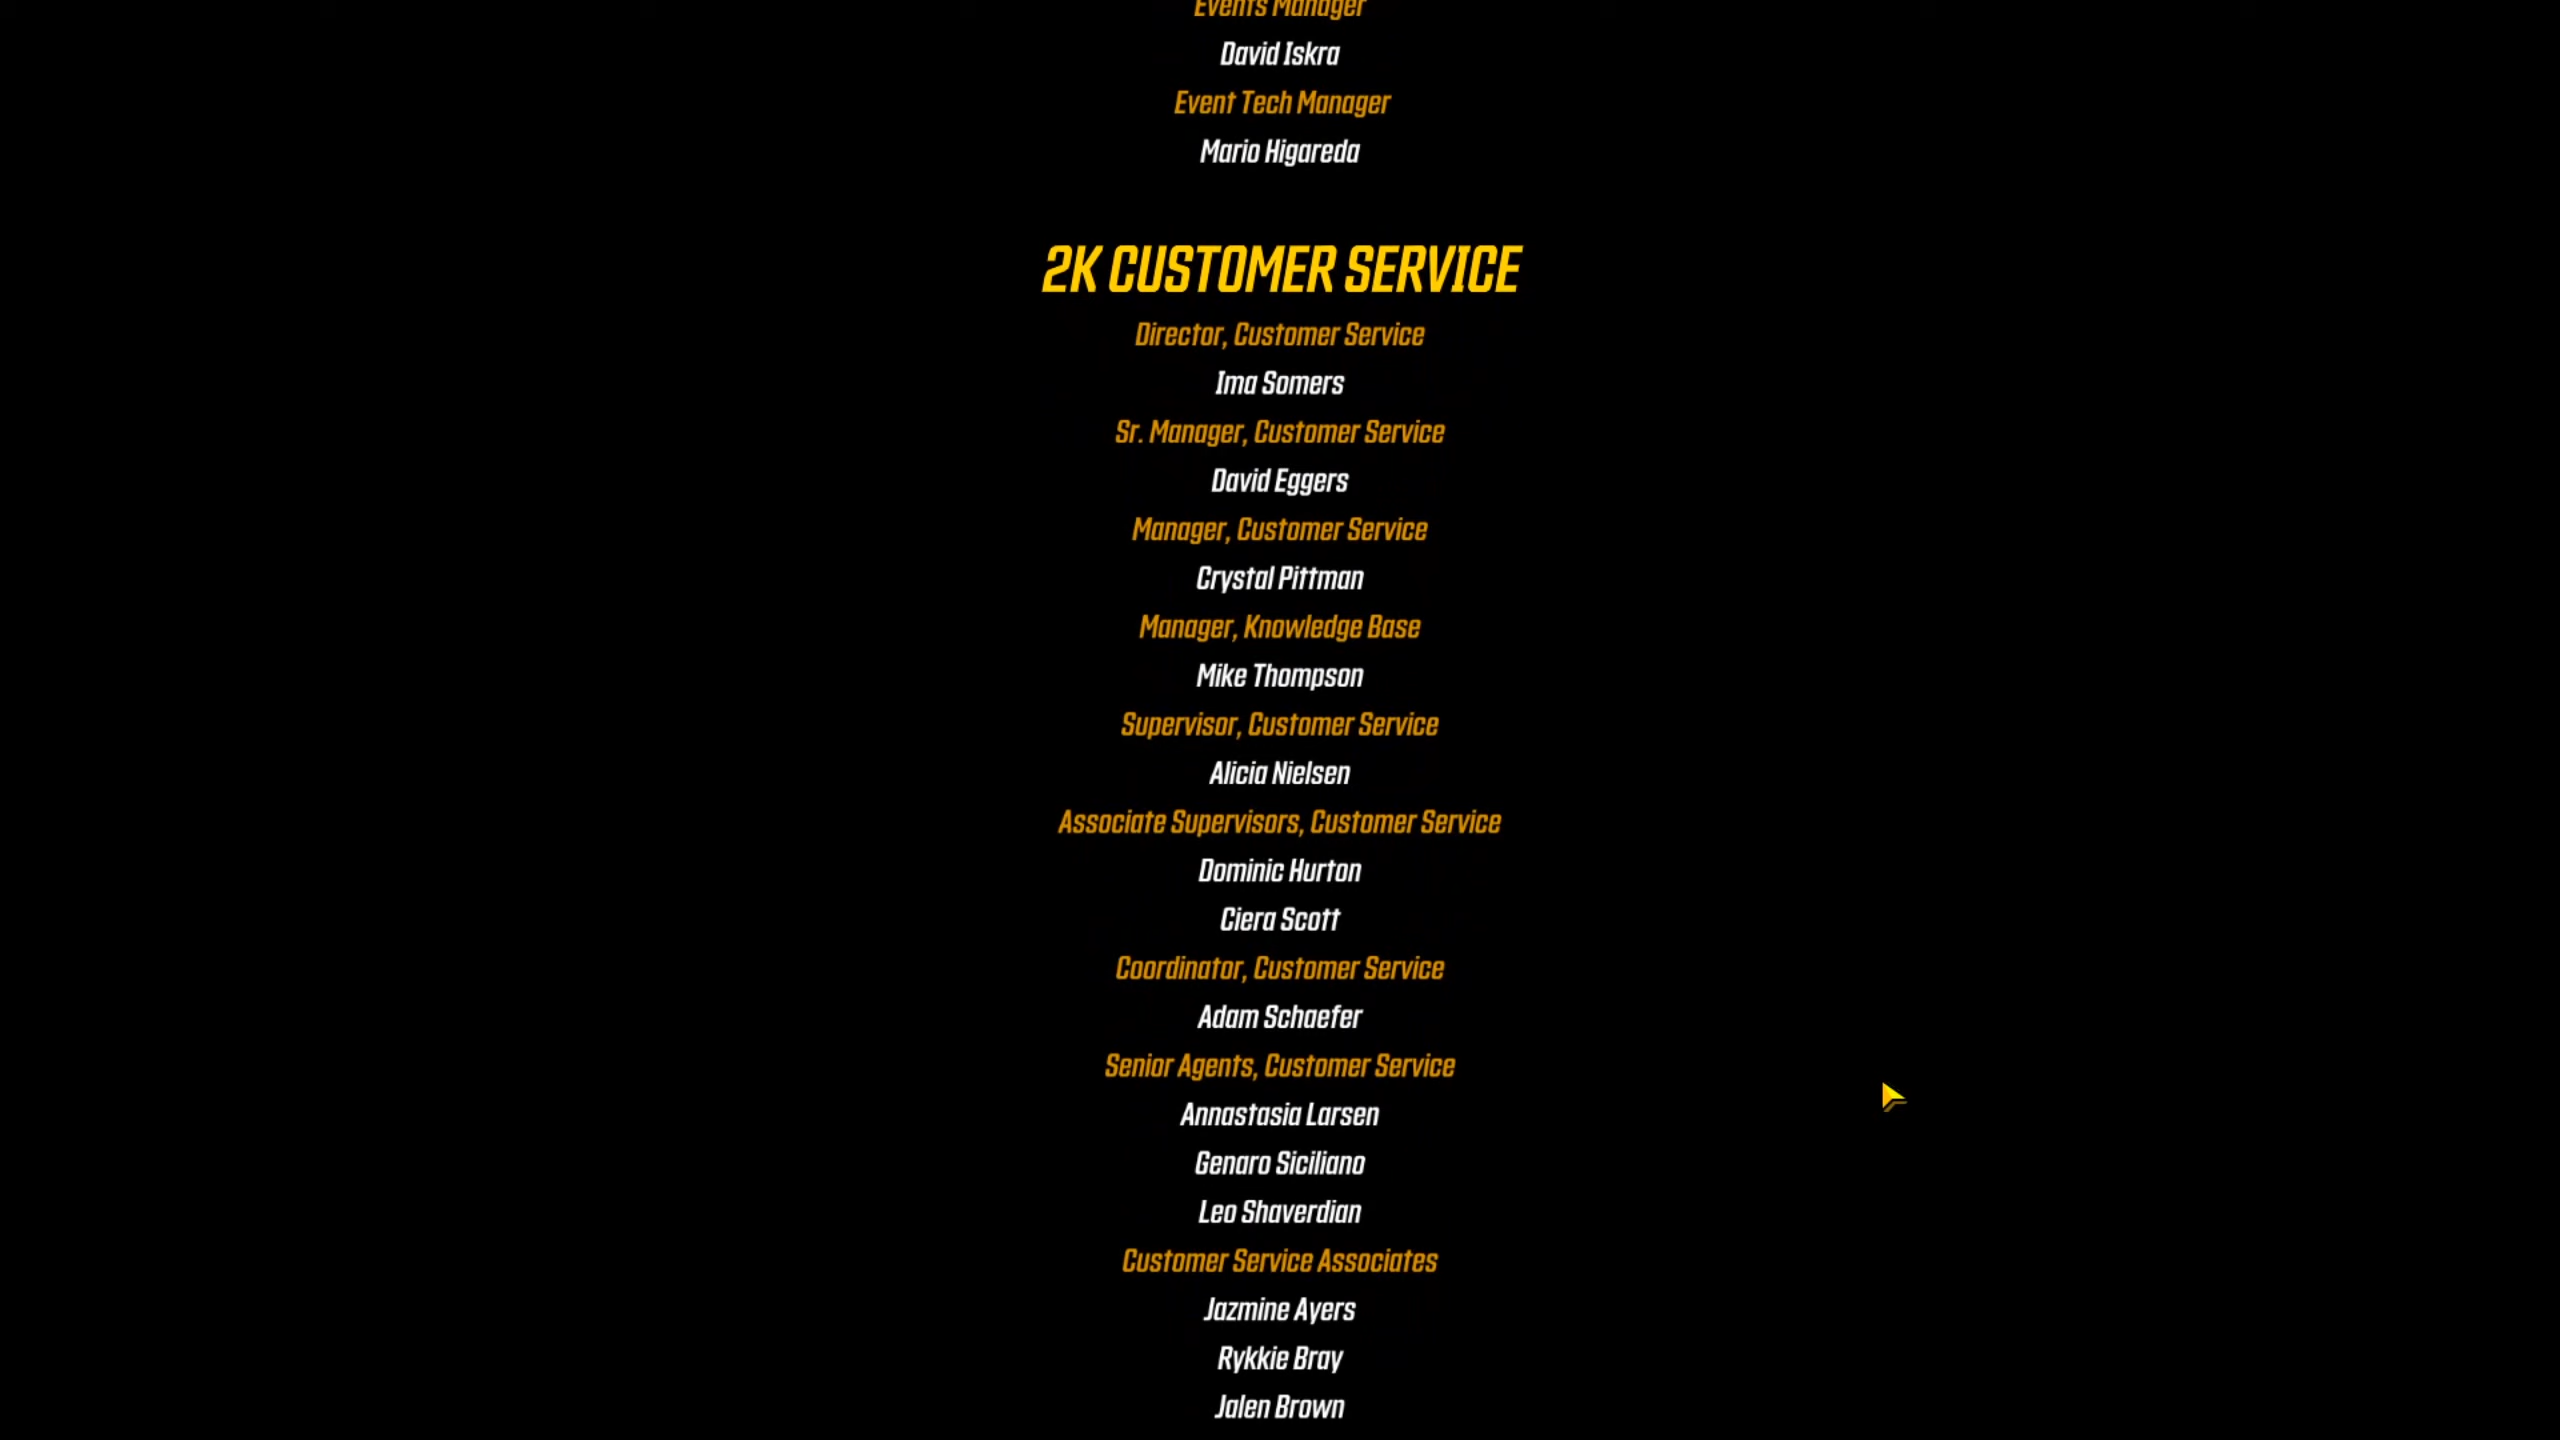 Events Manager
David Iskra
Event Tech Manager
Mario Higareda
2K CUSTOMER SERVICE
Director, Customer Service
Ima Somers
Sr. Manager, Customer Service
David Eggers
Manager, Customer Service
Crystal Pittman
Manager, Knowledge Base
Mike Thompson
Supervisor, Customer Service
Alicia Nielsen
Associate Supervisors, Customer Service
Dominic Hurton
Ciera Scott
Coordinator, Customer Service
Adam Schaefer
Senior Agents, Customer Service
Annastasia Larsen
Genaro Siciliano
Leo Shaverdian
Customer Service Associates
Jazmine Ayers
Rykkie Bray
Jalen Brown